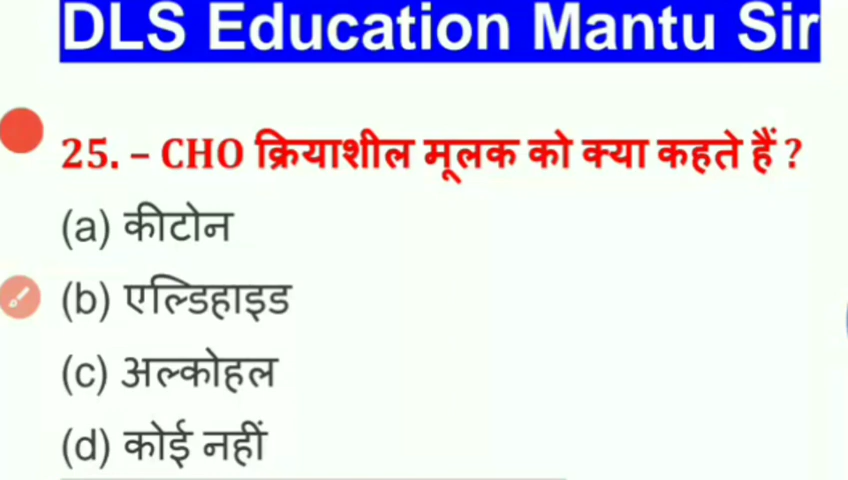 DLS Education Mantu Sir
25. – CHO क्रियाशील मूलक को क्या कहते हैं ?
(a) कीटोन
(b) एल्डिहाइड
(c) अल्कोहल
(d) कोई नहीं